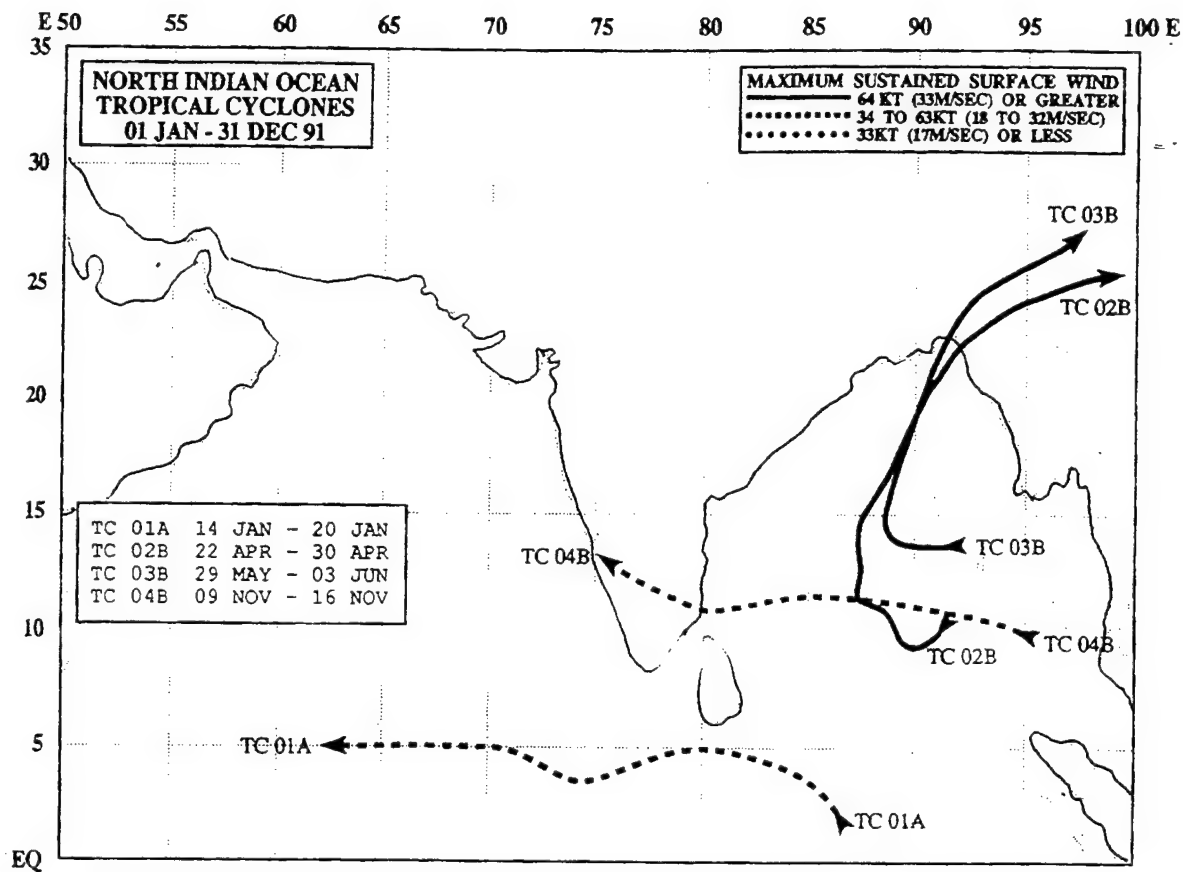 E 50 55 60 65 70 75 80 85 90 95 100 E
35
NORTH INDIAN OCEAN
TROPICAL CYCLONES
01 JAN - 31 DEC 91
MAXIMUM SUSTAINED SURFACE WIND
64 KT (33M/SEC) OR GREATER
34 TO 63KT (18 TO 32M/SEC)
33KT (17M/SEC) OR LESS
30
TC 03B
25
TC 02B
20
15
TC 01A 14 JAN - 20 JAN
TC 02B 22 APR - 30 APR
TC 03B 29 MAY - 03 JUN
TC 04B 09 NOV - 16 NOV
TC 04B
TC 03B
10
TC 04B
TC 02B
5
TC 01A
TC 01A
EQ